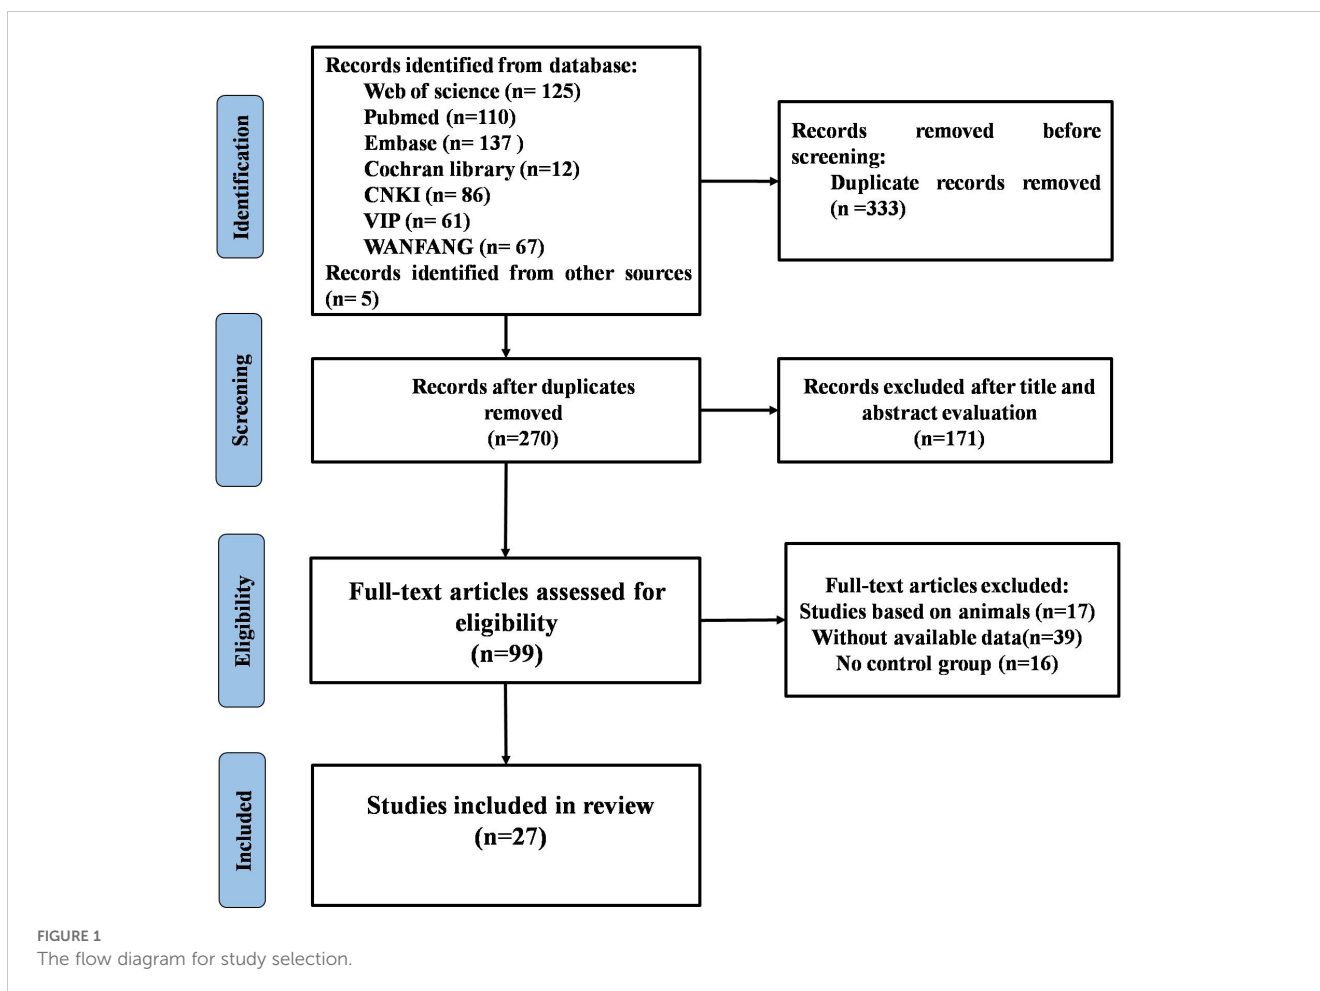 Identification
Records identified from database:
Web of science (n= 125)
Pubmed (n=110)
Embase (n= 137 )
Cochran library (n=12)
CNKI (n= 86)
VIP (n= 61)
WANFANG (n= 67)
Records identified from other sources
(n= 5)
Records removed before
screening:
Duplicate records removed
(n =333)
Screening
Records after duplicates
removed
(n=270)
Records excluded after title and
abstract evaluation
(n=171)
Eligibility
Full-text articles assessed for
eligibility
(n=99)
Full-text articles excluded:
Studies based on animals (n=17)
Without available data(n=39)
No control group (n=16)
Included
Studies included in review
(n=27)
FIGURE 1
The flow diagram for study selection.